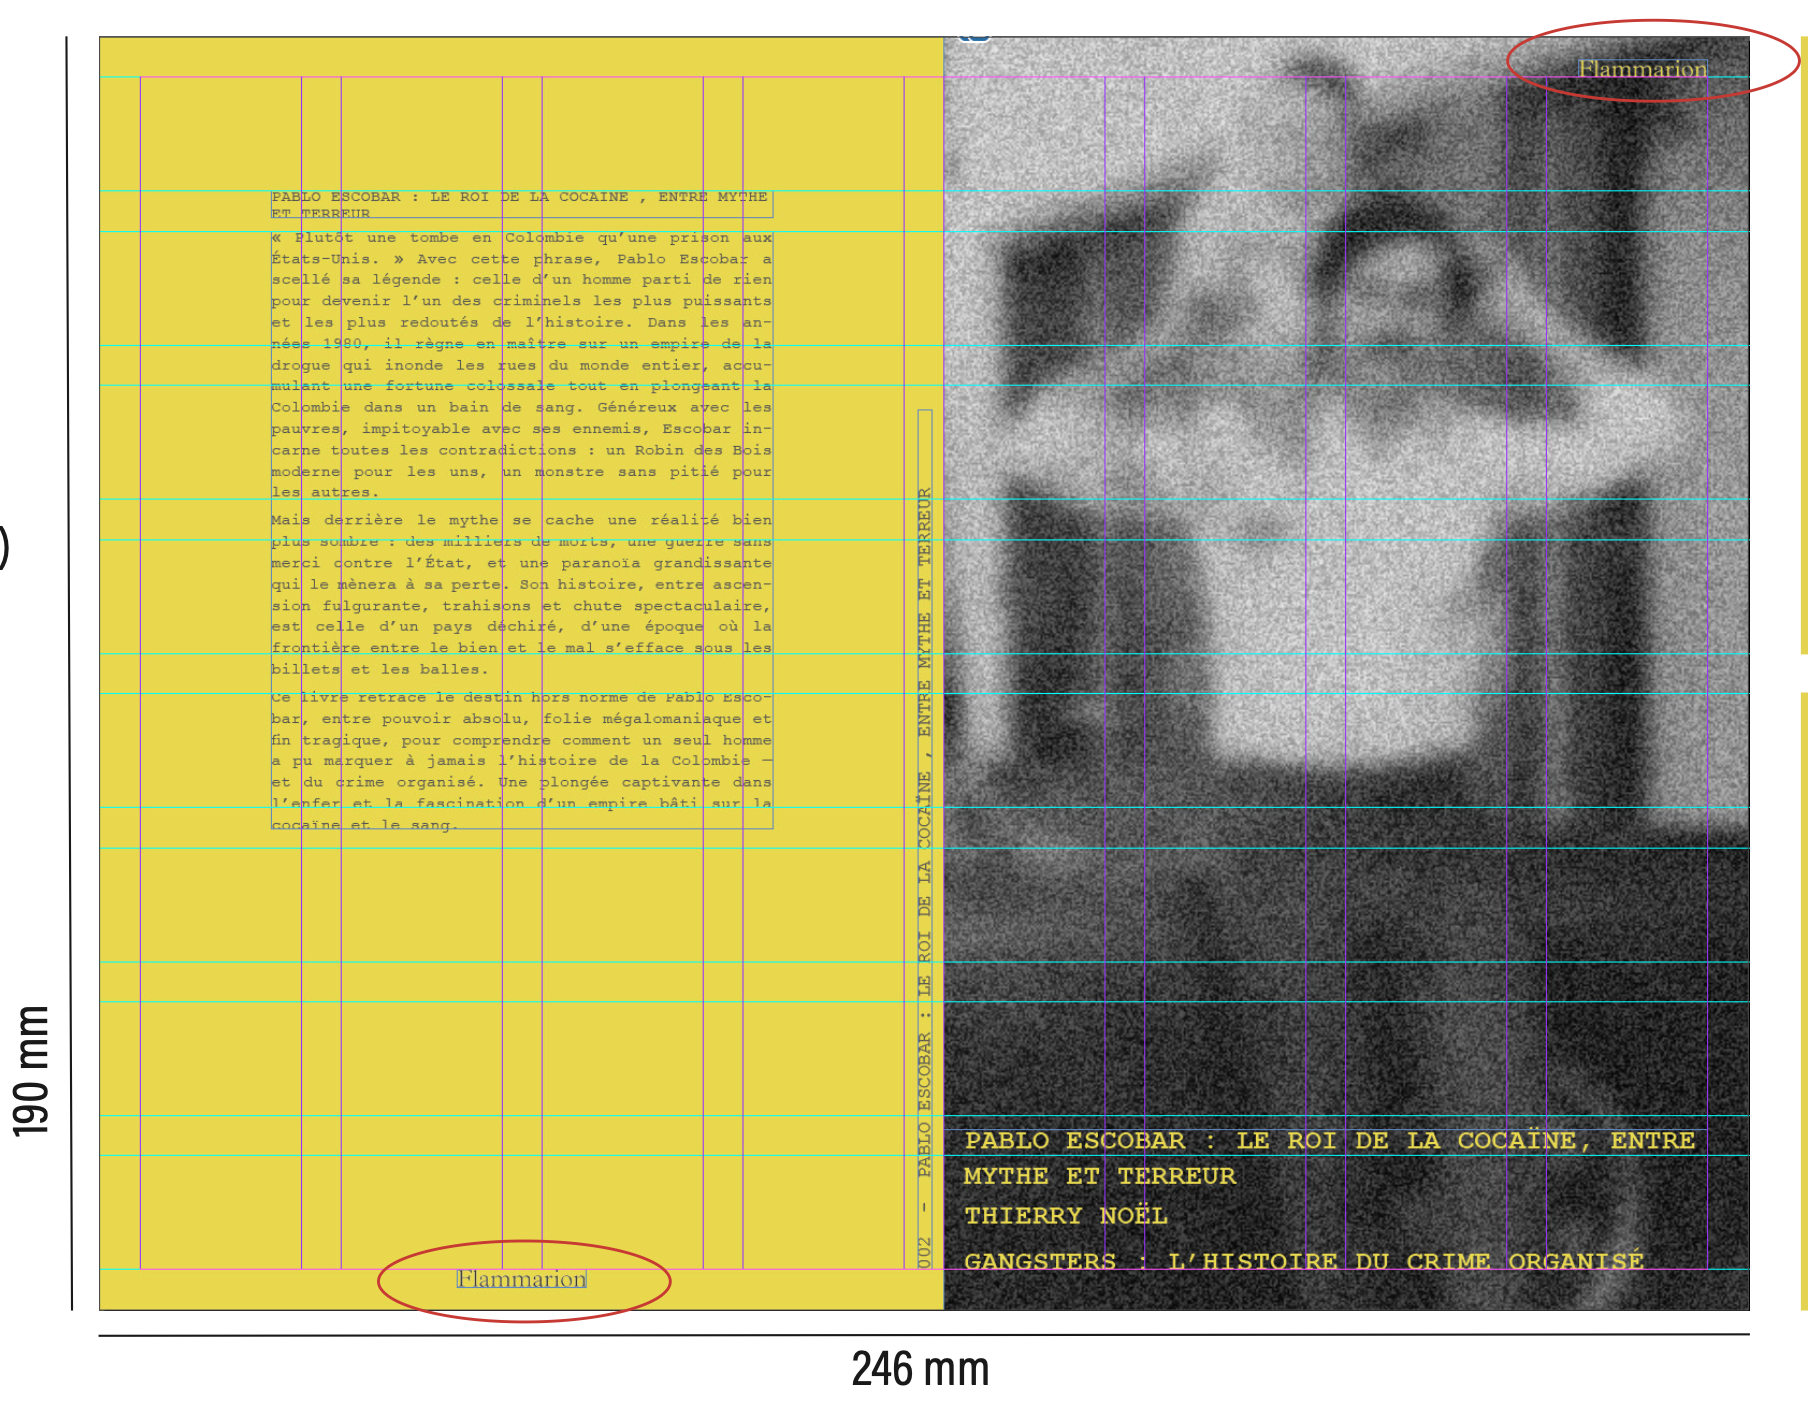 Flammarion
PABLO ESCOBAR : LE ROI DE LA COCAINE , ENTRE MYTHE
ET TERREUR
« Plutôt une tombe en Colombie qu’une prison aux
États-Unis. » Avec cette phrase, Pablo Escobar a
scellé sa légende : celle d’un homme parti de rien
pour devenir l’un des criminels les plus puissants
et les plus redoutés de l’histoire. Dans les an-
nées 1980, il règne en maître sur un empire de la
drogue qui inonde les rues du monde entier, accu-
mulant une fortune colossale tout en plongeant la
Colombie dans un bain de sang. Généreux avec les
pauvres, impitoyable avec ses ennemis, Escobar in-
carne toutes les contradictions : un Robin des Bois
moderne pour les uns, un monstre sans pitié pour
les autres.
Mais derrière le mythe se cache une réalité bien
plus sombre : des milliers de morts, une guerre sans
merci contre l’État, et une paranoïa grandissante
qui le mènera à sa perte. Son histoire, entre ascen-
sion fulgurante, trahisons et chute spectaculaire,
est celle d’un pays déchiré, d’une époque où la
frontière entre le bien et le mal s’efface sous les
billets et les balles.
Ce livre retrace le destin hors norme de Pablo Esco-
bar, entre pouvoir absolu, folie mégalomaniaque et
fin tragique, pour comprendre comment un seul homme
a pu marquer à jamais l’histoire de la Colombie —
et du crime organisé. Une plongée captivante dans
l’enfer et la fascination d’un empire bâti sur la
cocaïne et le sang.
Flammarion
002 - PABLO ESCOBAR : LE ROI DE LA COCAÏNE , ENTRE MYTHE ET TERREUR
PABLO ESCOBAR : LE ROI DE LA COCAÏNE, ENTRE
MYTHE ET TERREUR
THIERRY NOËL
GANGSTERS : L’HISTOIRE DU CRIME ORGANISÉ
)
190 mm
246 mm